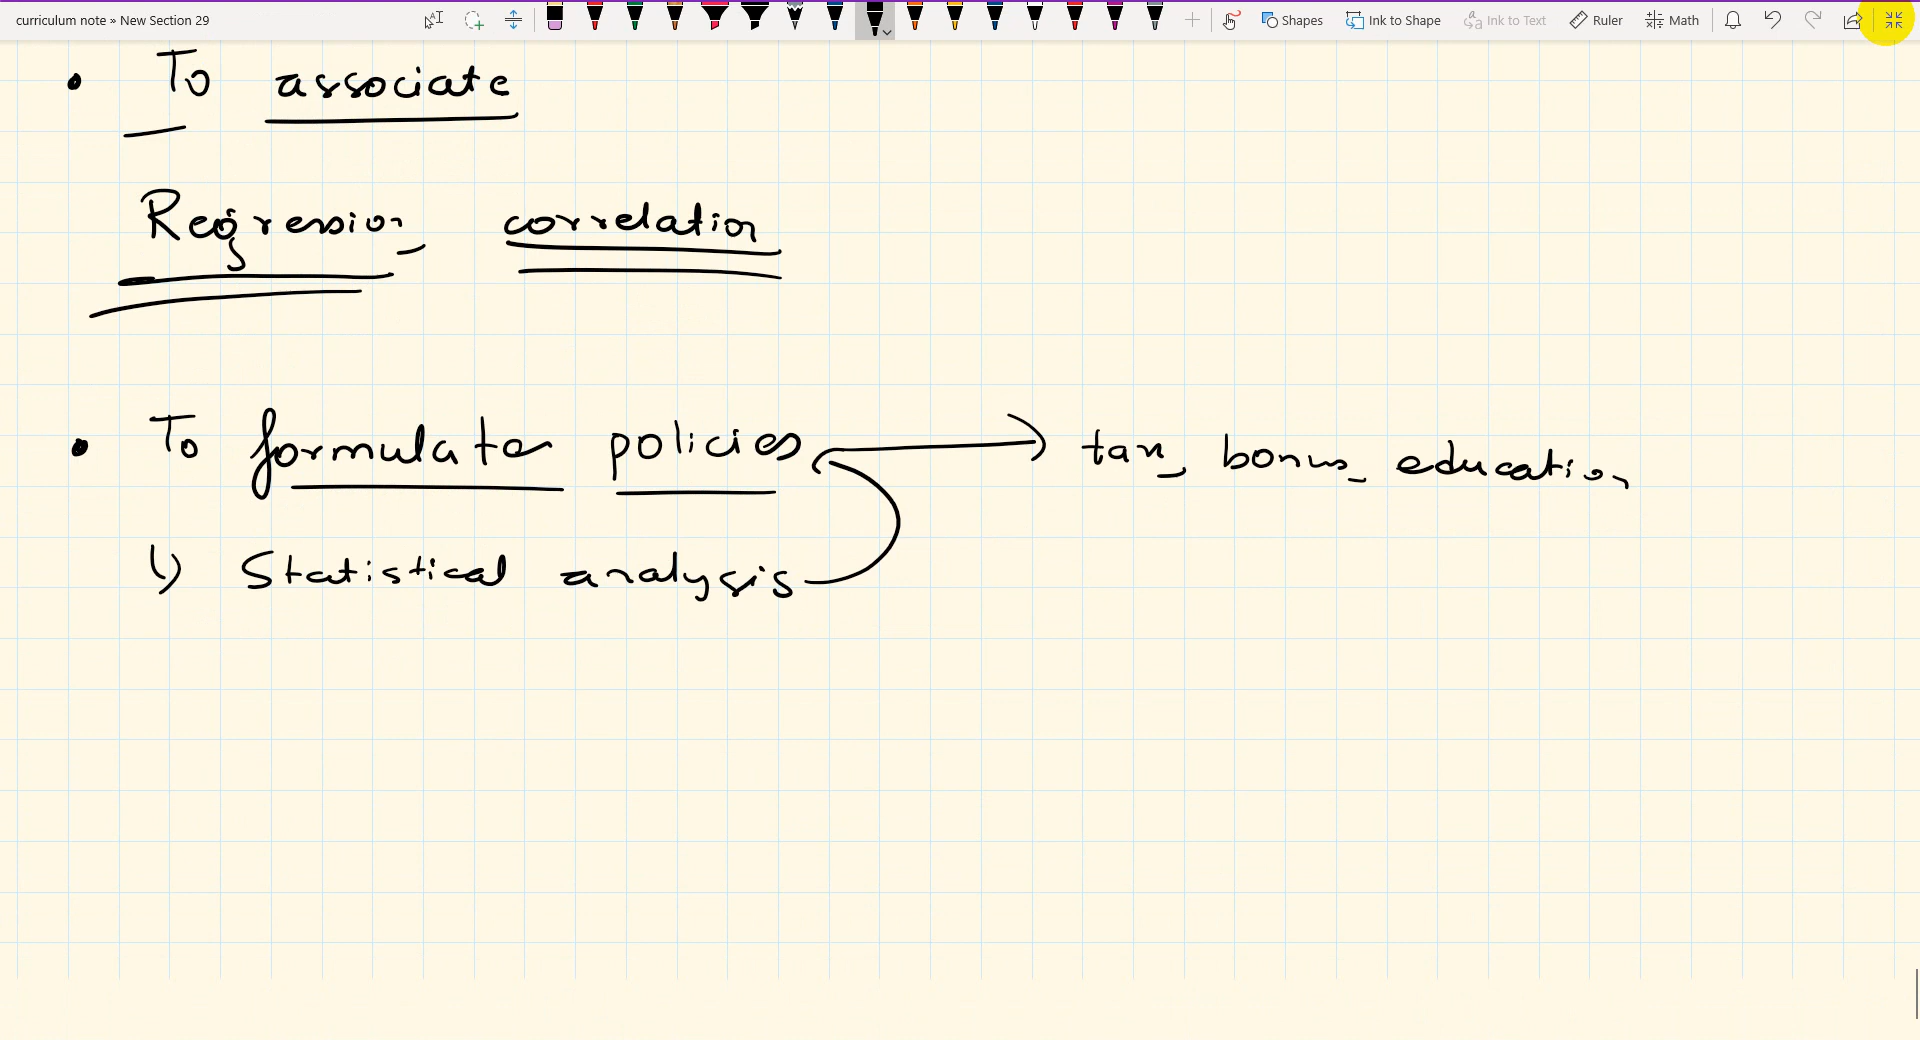 curriculum note » New Section 29 Shapes Ink to Shape Ink to Text Ruler Math
• To associate
Regression, correlation
• To formulate policies → tax, bonus, education
1) Statistical analysis